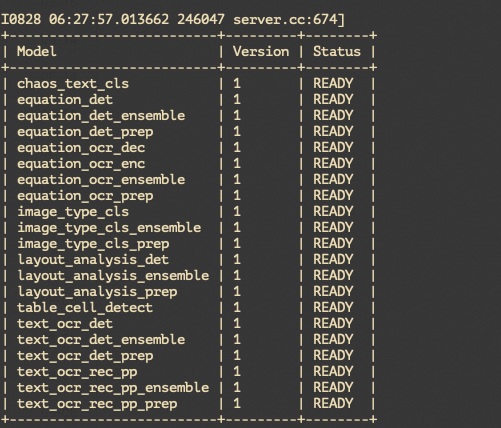 I0828 06:27:57.013662 246047 server.cc:674]
+--------------------------+---------+--------+
| Model                    | Version | Status |
+--------------------------+---------+--------+
| chaos_text_cls           | 1       | READY  |
| equation_det             | 1       | READY  |
| equation_det_ensemble    | 1       | READY  |
| equation_det_prep        | 1       | READY  |
| equation_ocr_dec         | 1       | READY  |
| equation_ocr_enc         | 1       | READY  |
| equation_ocr_ensemble    | 1       | READY  |
| equation_ocr_prep        | 1       | READY  |
| image_type_cls           | 1       | READY  |
| image_type_cls_ensemble  | 1       | READY  |
| image_type_cls_prep      | 1       | READY  |
| layout_analysis_det      | 1       | READY  |
| layout_analysis_ensemble | 1       | READY  |
| layout_analysis_prep     | 1       | READY  |
| table_cell_detect        | 1       | READY  |
| text_ocr_det             | 1       | READY  |
| text_ocr_det_ensemble    | 1       | READY  |
| text_ocr_det_prep        | 1       | READY  |
| text_ocr_rec_pp          | 1       | READY  |
| text_ocr_rec_pp_ensemble | 1       | READY  |
| text_ocr_rec_pp_prep     | 1       | READY  |
+--------------------------+---------+--------+